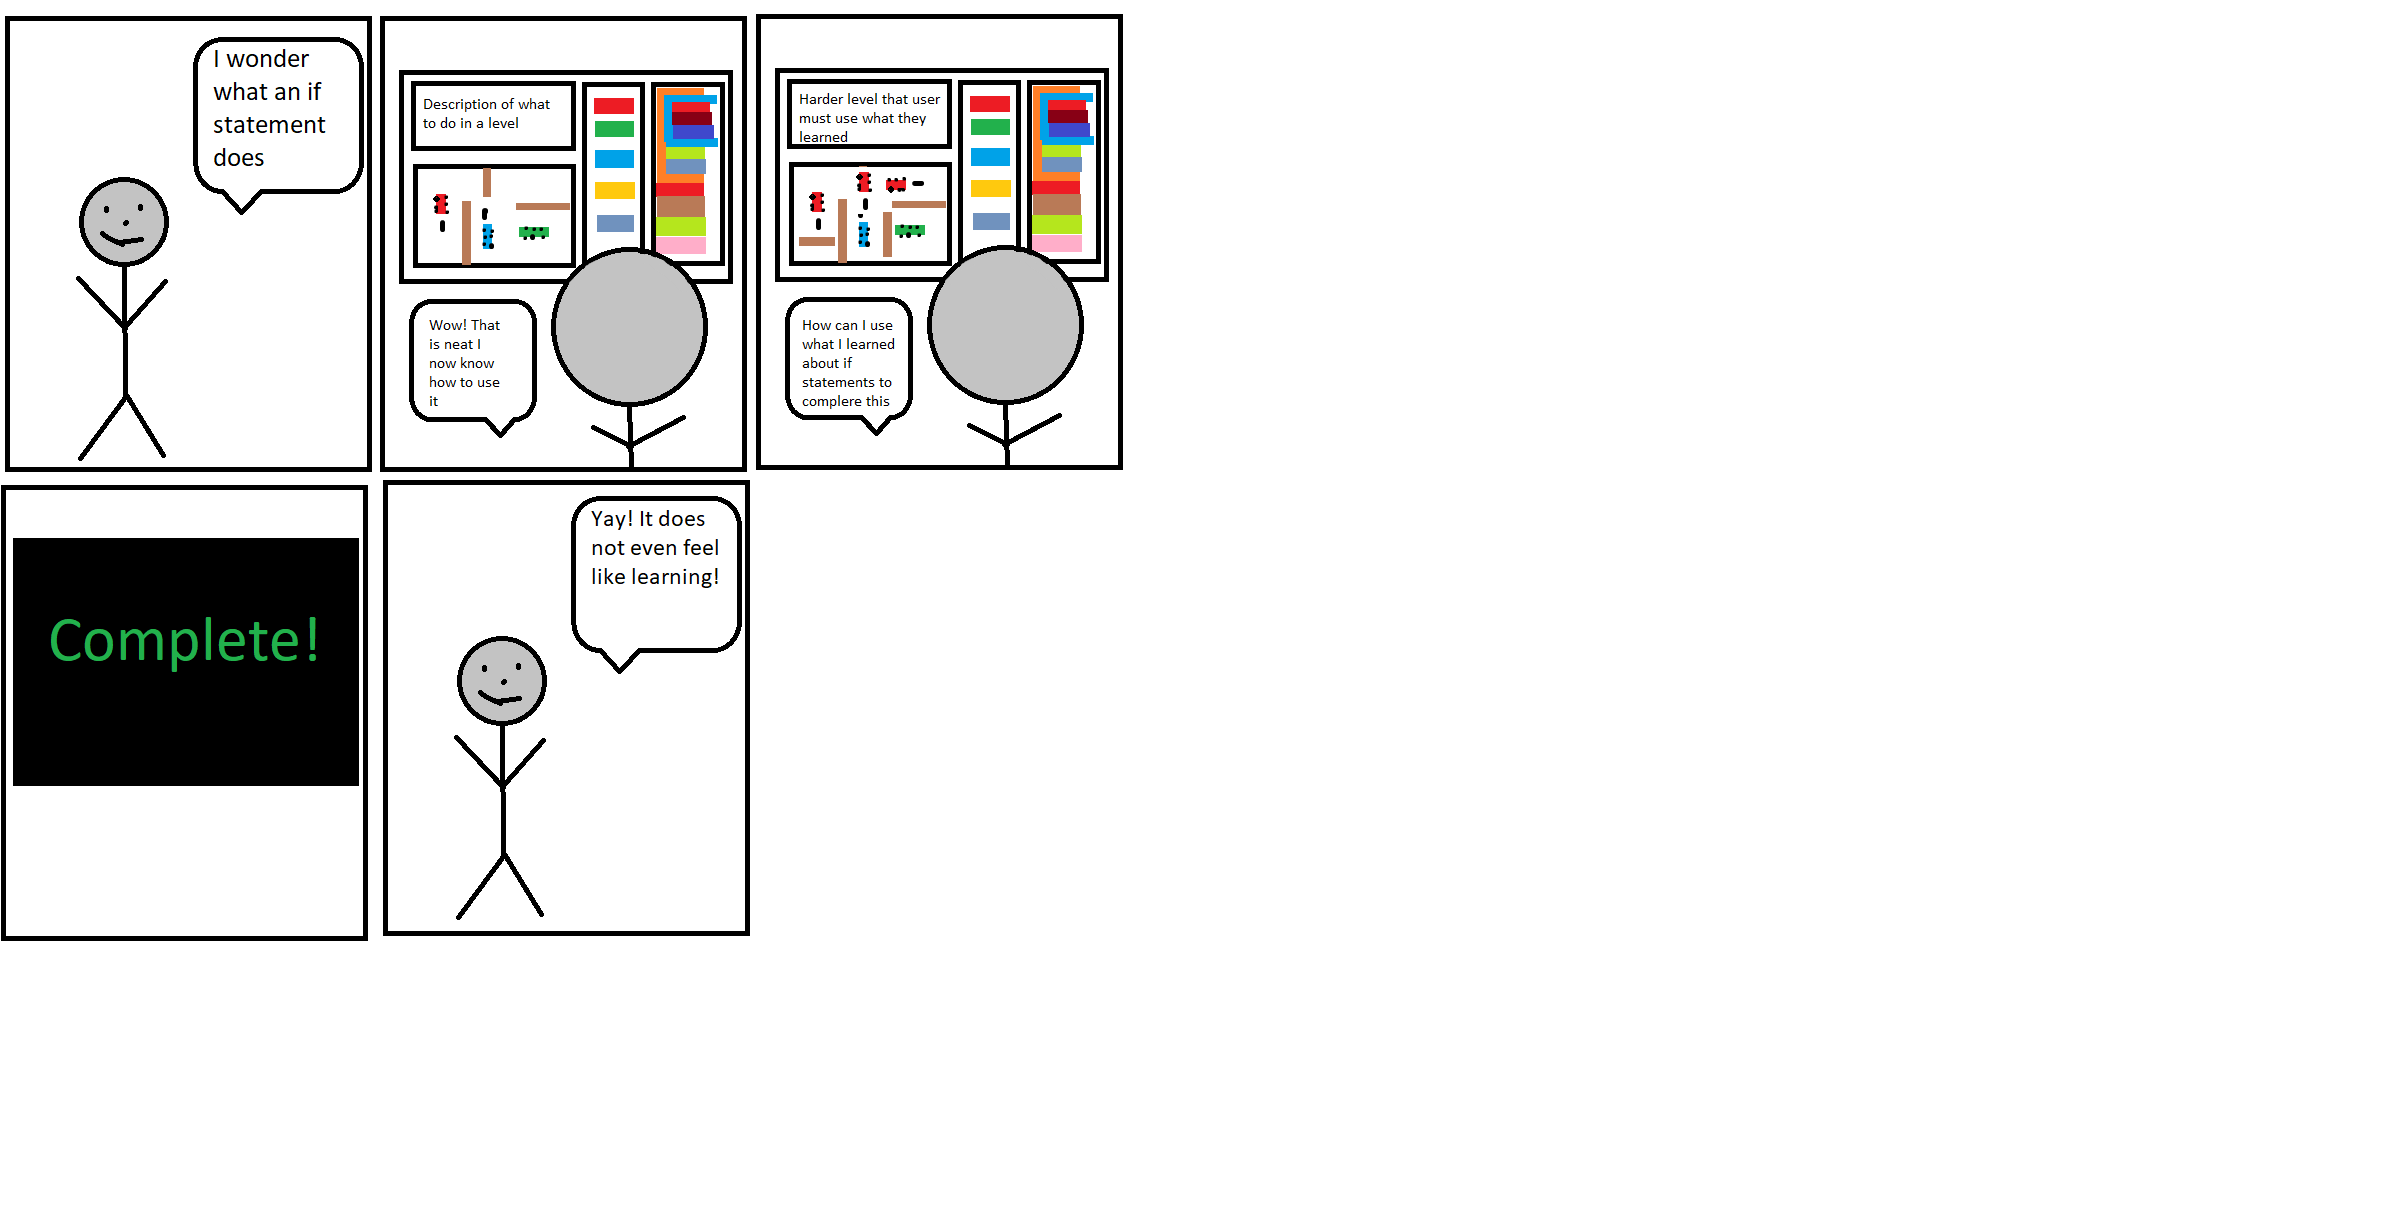 I wonder
what an if
statement
does
Description of what
to do in a level
Wow! That
is neat I
now know
how to use
it
Harder level that user
must use what they
learned
How can I use
what I learned
about if
statements to
complere this
Complete!
Yay! It does
not even feel
like learning!